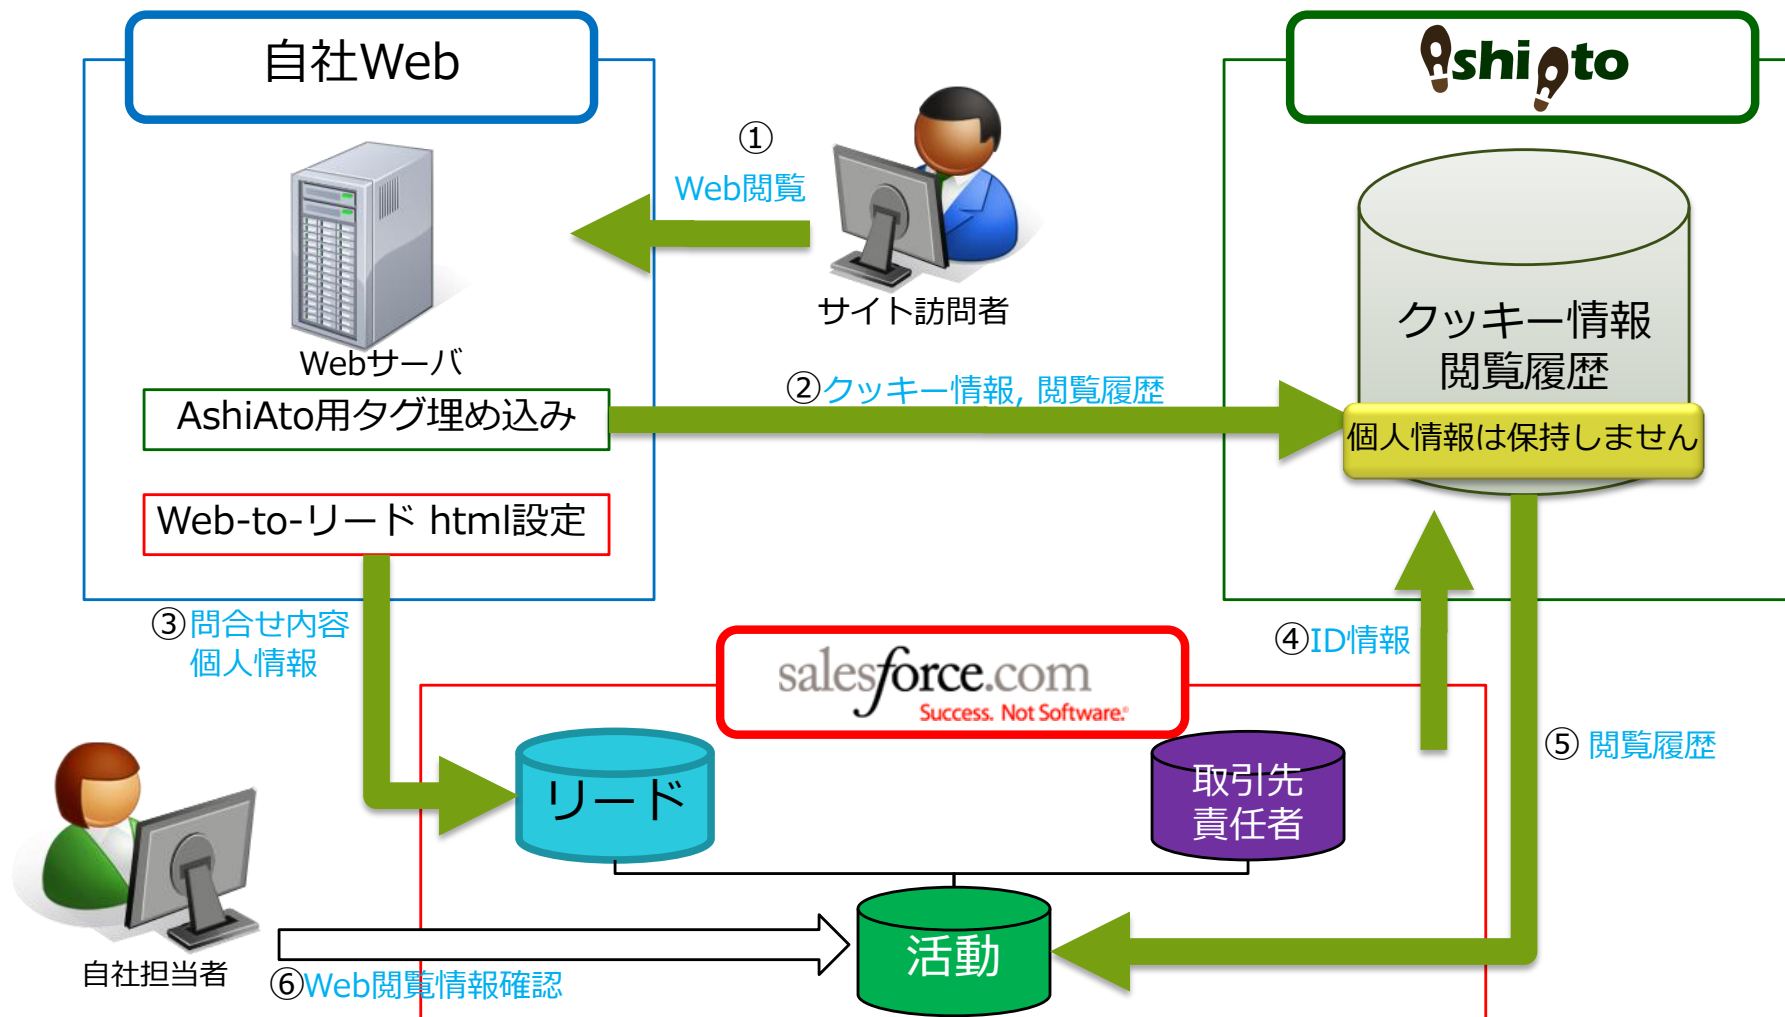 自社Web
AshiAto
①
Web閲覧
サイト訪問者
Webサーバ
クッキー情報
閲覧履歴
②クッキー情報, 閲覧履歴
AshiAto用タグ埋め込み
個人情報は保持しません
Web-to-リード html設定
③問合せ内容
個人情報
④ID情報
salesforce.com
Success. Not Software.®
⑤ 閲覧履歴
リード
取引先
責任者
活動
自社担当者
⑥Web閲覧情報確認